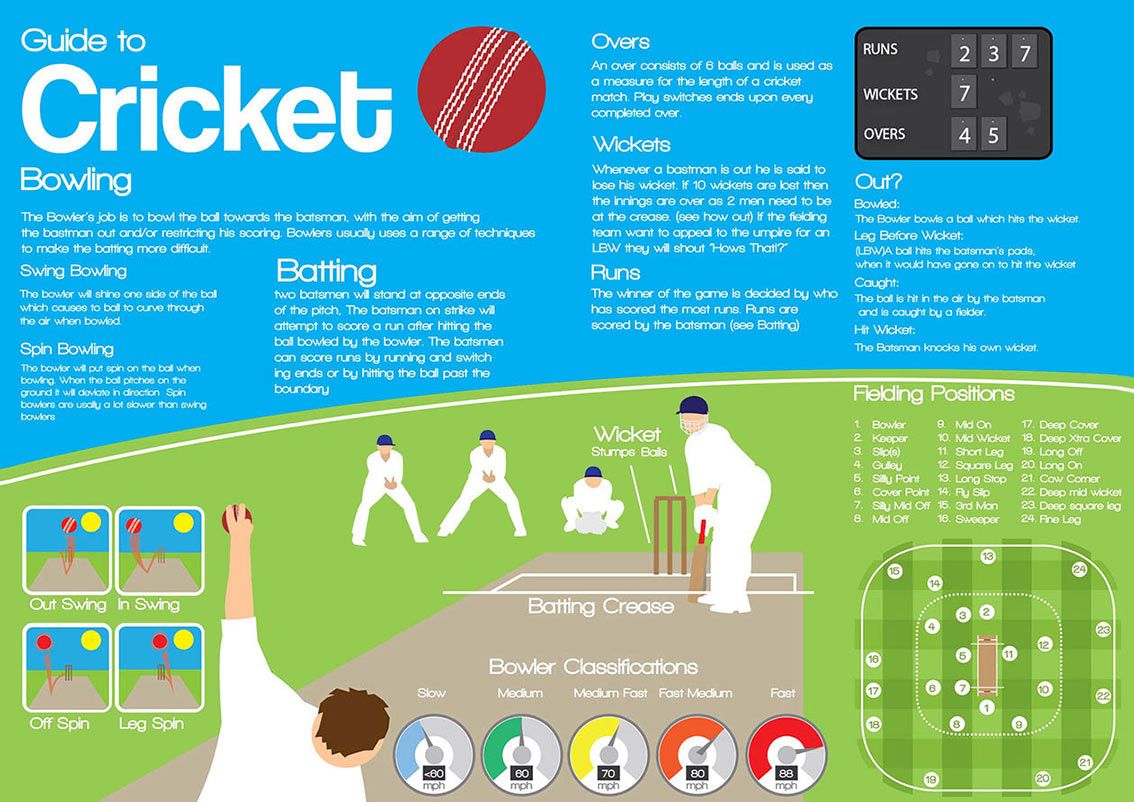 Guide to
Cricket
Bowling
The Bowler's job is to bowl the ball towards the batsman, with the aim of getting
the bastman out and/or restricting his scoring. Bowlers usually uses a range of techniques
to make the batting more difficult.
Swing Bowling
The bowler will shine one side of the ball
which causes to ball to curve through
the air when bowled.
Spin Bowling
The bowler will put spin on the ball when
bowling. When the ball pitches on the
ground it will deviate in direction Spin
bowlers are usally a lot slower than swing
bowlers
Batting
two batsmen will stand at opposite ends
of the pitch, The batsman on strike will
attempt to score a run after hitting the
ball bowled by the bowler. The batsmen
can score runs by running and switch-
ing ends or by hitting the ball past the
boundary
Overs
An over consists of 6 balls and is used as
a measure for the length of a cricket
match. Play switches ends upon every
completed over.
Wickets
Whenever a bastman is out he is said to
lose his wicket. If 10 wickets are lost then
the innings are over as 2 men need to be
at the crease. (see how out) If the fielding
team want to appeal to the umpire for an
LBW they will shout "Hows That!?"
Runs
The winner of the game is decided by who
has scored the most runs. Runs are
scored by the batsman (see Batting)
RUNS 2 3 7
WICKETS 7
OVERS 4 5
Out?
Bowled:
The Bowler bowls a ball which hits the wicket.
Leg Before Wicket:
(LBW)A ball hits the batsman's pads,
when it would have gone on to hit the wicket
Caught:
The ball is hit in the air by the batsman
and is caught by a fielder.
Hit Wicket:
The Batsman knocks his own wicket.
Fielding Positions
1. Bowler
2. Keeper
3. Slip(s)
4. Gulley
5. Silly Point
6. Cover Point
7. Silly Mid Off
8. Mid Off
9. Mid On
10. Mid Wicket
11. Short Leg
12. Square Leg
13. Long Stop
14. Fly Slip
15. 3rd Man
16. Sweeper
17. Deep Cover
18. Deep Xtra Cover
19. Long Off
20. Long On
21. Cow Corner
22. Deep mid wicket
23. Deep square leg
24. Fine Leg
Wicket
Stumps Bails
Batting Crease
Out Swing In Swing
Off Spin Leg Spin
Bowler Classifications
Slow Medium Medium Fast Fast Medium Fast
<60 60 70 80 88
mph mph mph mph mph
13
15 24
14
3 2
4 23
12
5 11
16
6 7 10
17 22
1
18 8 9
21
19 20